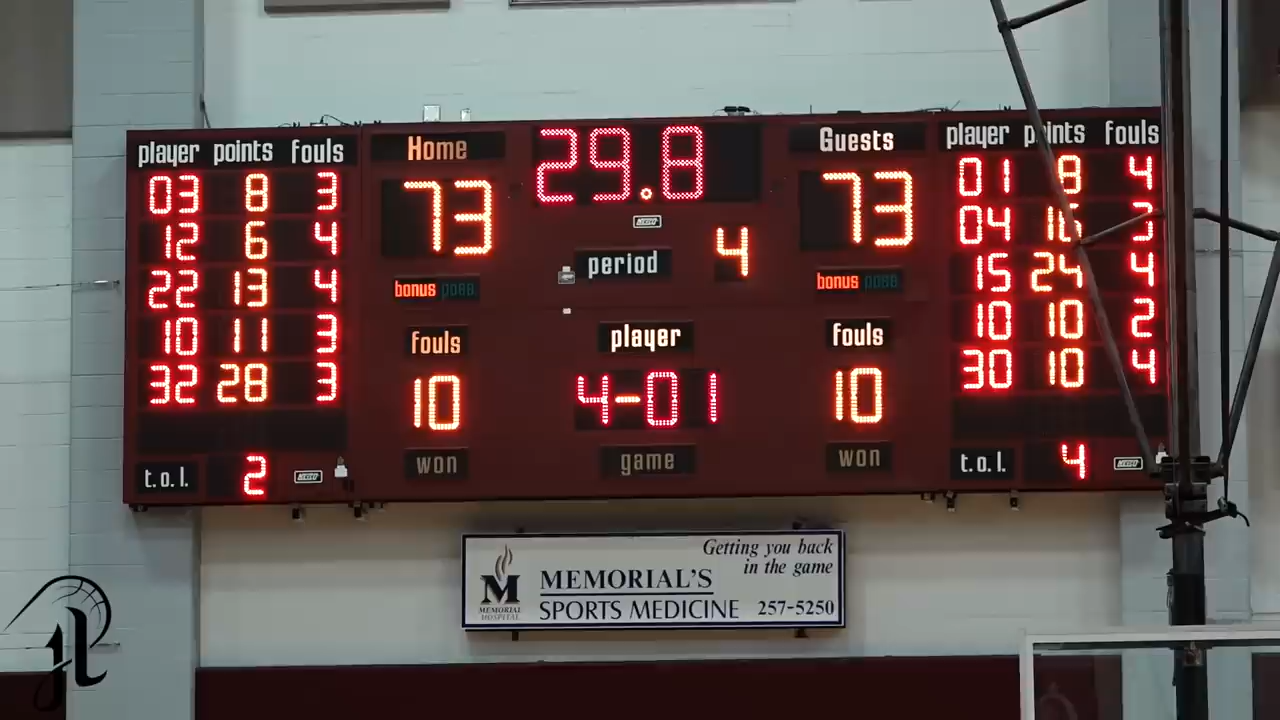 player points fouls
03 8 3
12 6 4
22 13 4
10 11 3
32 28 3
t.o.l. 2
Home
73
bonus poss
fouls
10
won
29.8
period 4
player
4-01
game
Guests
73
bonus poss
fouls
10
won
player points fouls
01 8 4
04 16
15 24 4
10 10 2
30 10 4
t.o.l. 4
Getting you back
in the game
M
MEMORIAL
HOSPITAL
MEMORIAL'S
SPORTS MEDICINE 257-5250